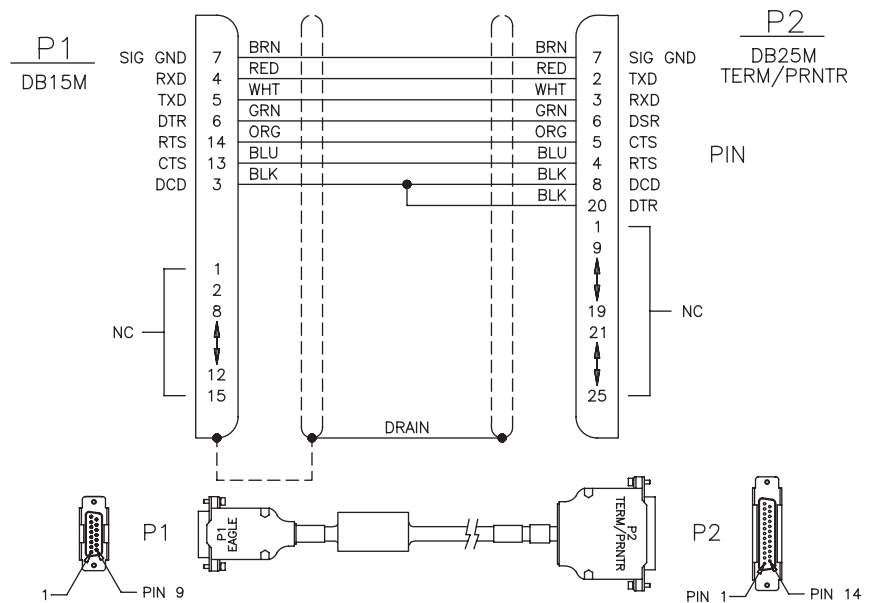 P1
DB15M
P2
DB25M
TERM/PRNTR
PIN
SIG GND 7 BRN BRN 7 SIG GND
RXD 4 RED RED 2 TXD
TXD 5 WHT WHT 3 RXD
DTR 6 GRN GRN 6 DSR
RTS 14 ORG ORG 5 CTS
CTS 13 BLU BLU 4 RTS
DCD 3 BLK BLK 8 DCD
BLK 20 DTR
1
9
19
21
25
NC
1
2
8
12
15
NC
DRAIN
P1
1
PIN 9
P1
EAGLE
P2
TERM/PRNTR
P2
PIN 1
PIN 14